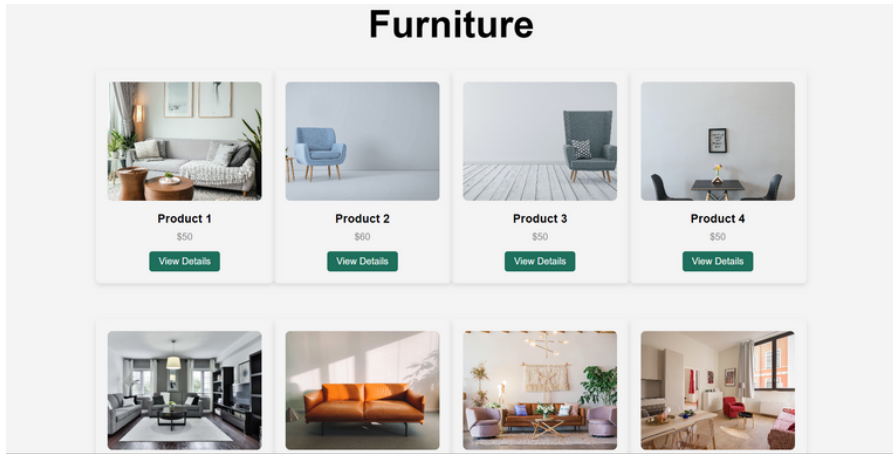 Furniture
Product 1
$50
View Details
Product 2
$60
View Details
Product 3
$50
View Details
Product 4
$50
View Details